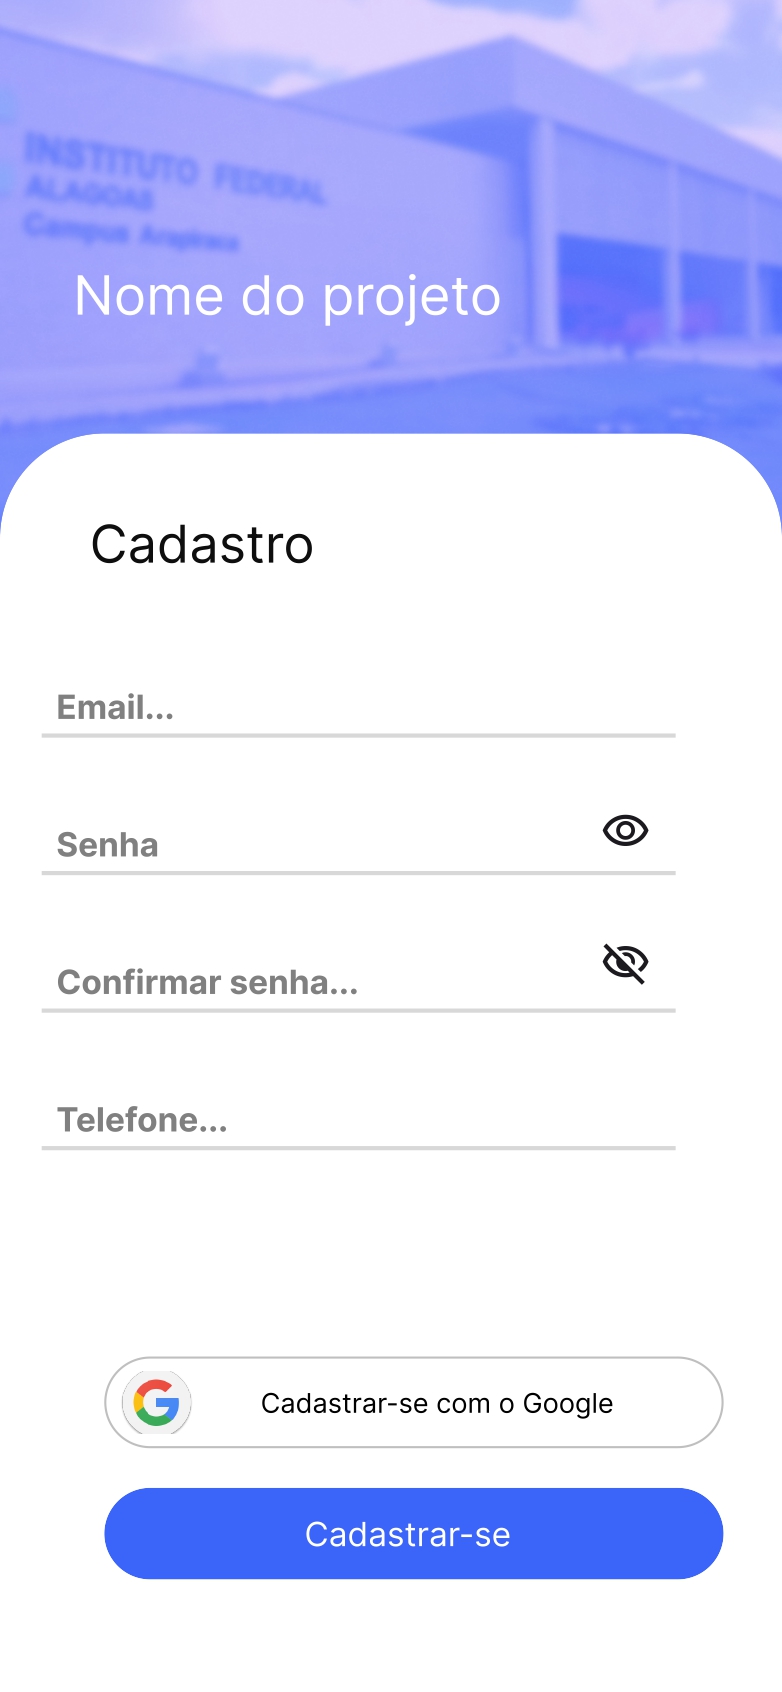 INSTITUTO FEDERAL
ALAGOAS
Campus Arapiraca
Nome do projeto
Cadastro
Email...
Senha
Confirmar senha...
Telefone...
Cadastrar-se com o Google
Cadastrar-se